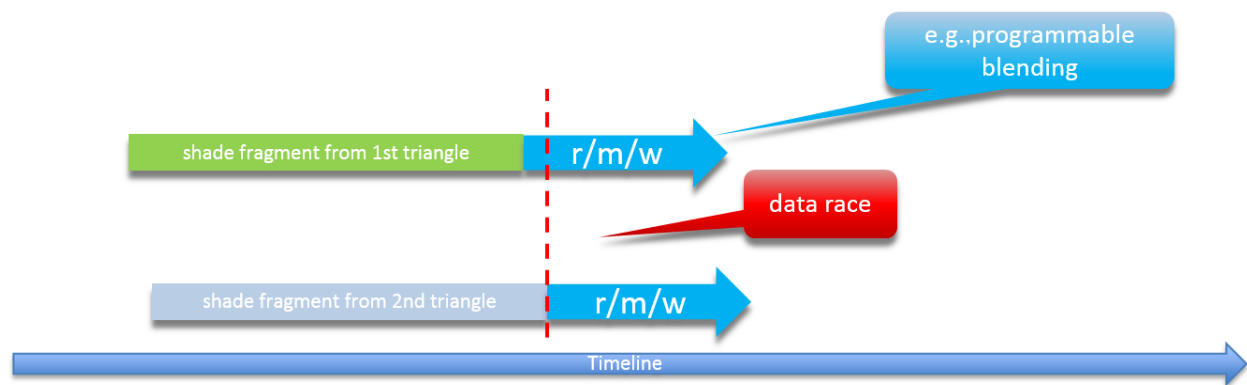 e.g.,programmable
blending
shade fragment from 1st triangle
r/m/w
data race
shade fragment from 2nd triangle
r/m/w
Timeline